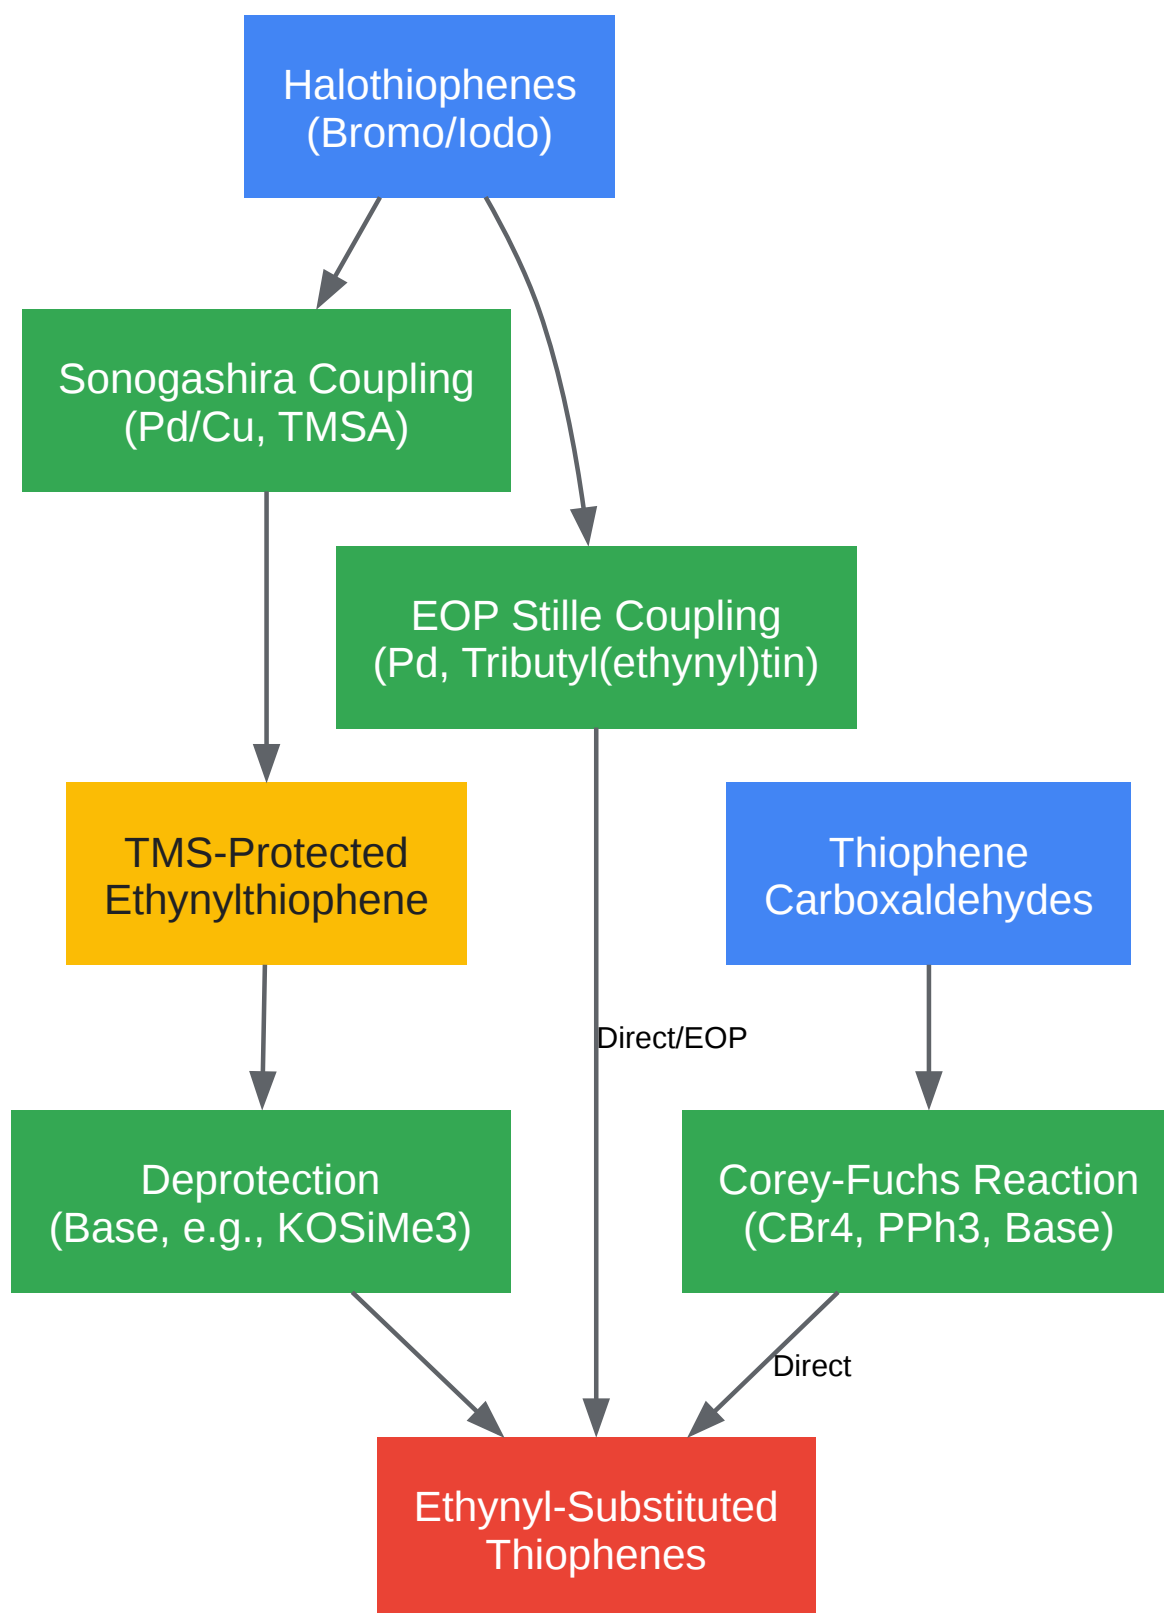 Halothiophenes
(Bromo/Iodo)
Sonogashira Coupling
(Pd/Cu, TMSA)
EOP Stille Coupling
(Pd, Tributyl(ethynyl)tin)
TMS-Protected
Ethynylthiophene
Thiophene
Carboxaldehydes
Direct/EOP
Deprotection
(Base, e.g., KOSiMe3)
Corey-Fuchs Reaction
(CBr4, PPh3, Base)
Direct
Ethynyl-Substituted
Thiophenes